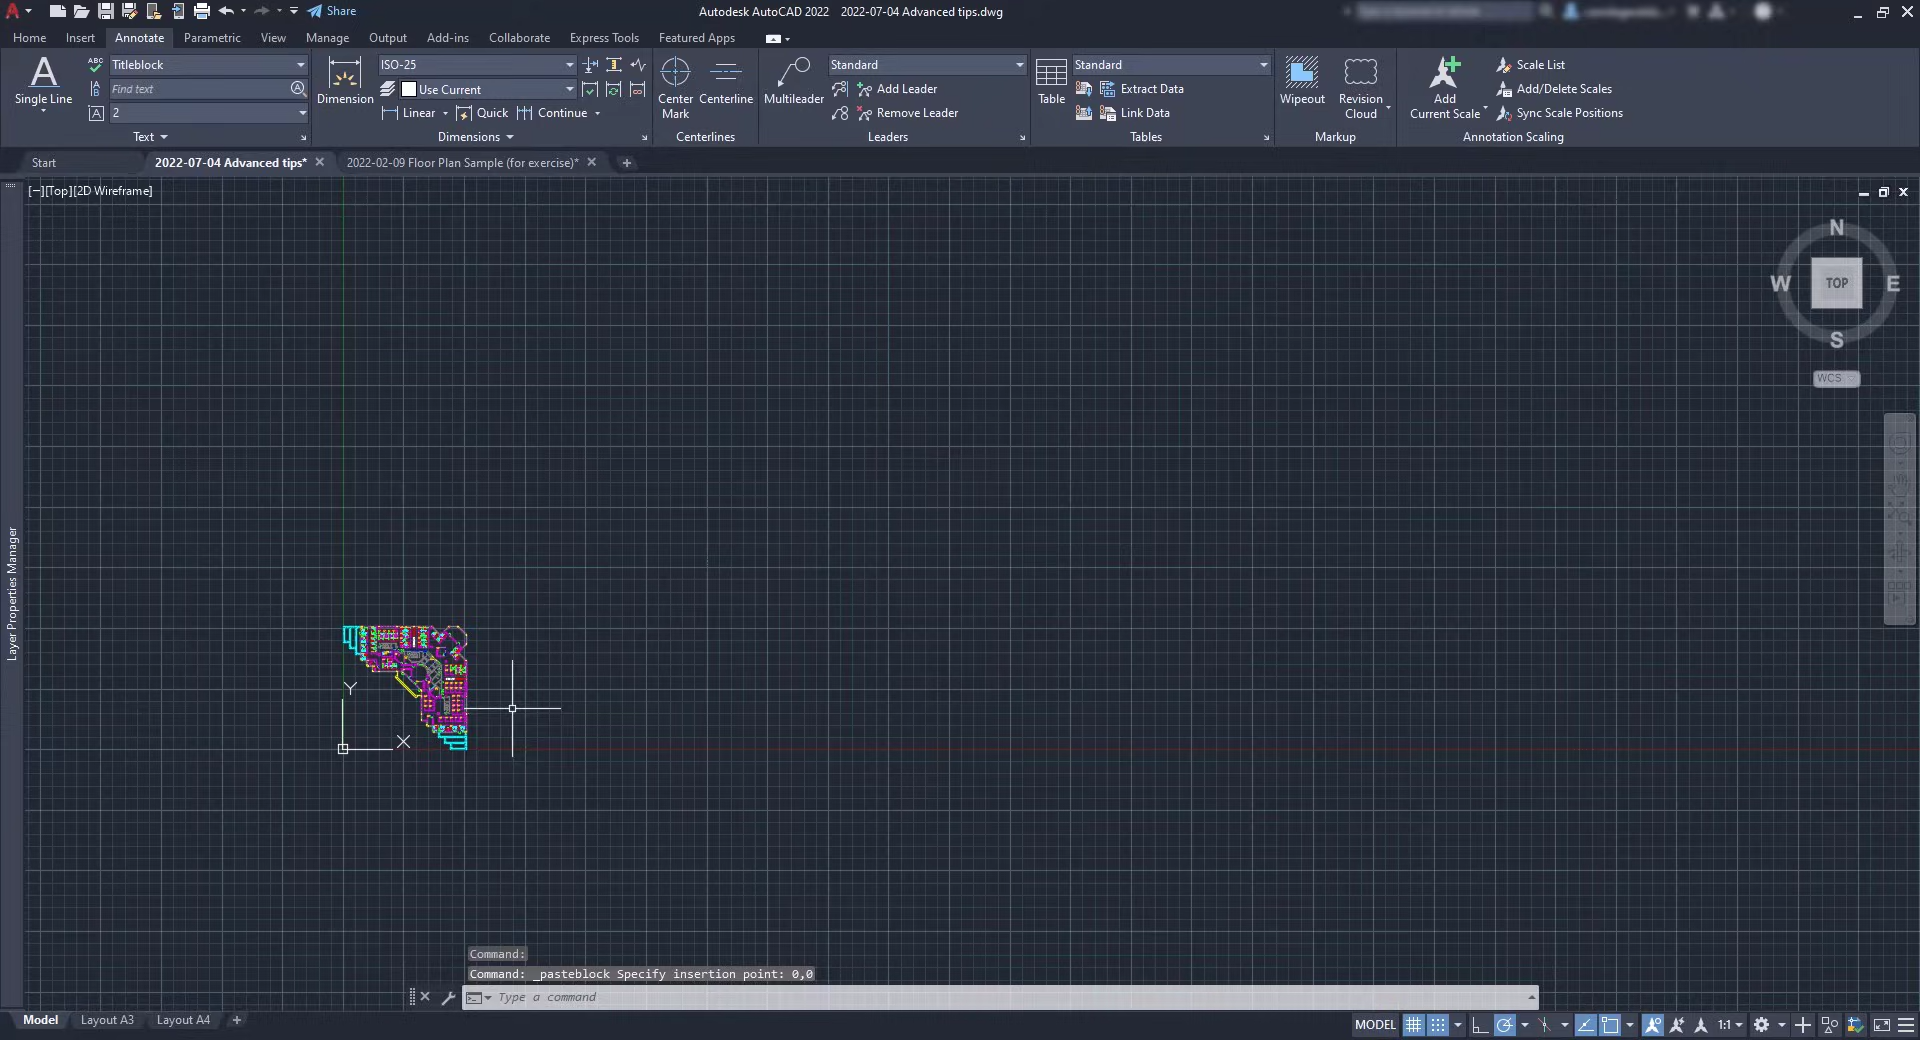 Share
Autodesk AutoCAD 2022 2022-07-04 Advanced tips.dwg
Home Insert Annotate Parametric View Manage Output Add-ins Collaborate Express Tools Featured Apps
Single Line
ABC
Titleblock
Find text
2
Text
Dimension
ISO-25
Use Current
Linear Quick Continue
Dimensions
Center Mark
Centerline
Centerlines
Multileader
Standard
Add Leader
Remove Leader
Leaders
Table
Standard
Extract Data
Link Data
Tables
Wipeout
Revision Cloud
Markup
Add Current Scale
Scale List
Add/Delete Scales
Sync Scale Positions
Annotation Scaling
Start 2022-07-04 Advanced tips* 2022-02-09 Floor Plan Sample (for exercise)*
[−][Top][2D Wireframe]
N
W TOP E
S
WCS
Layer Properties Manager
Y
X
Command:
Command: _pasteblock Specify insertion point: 0,0
Type a command
Model Layout A3 Layout A4
MODEL 1:1